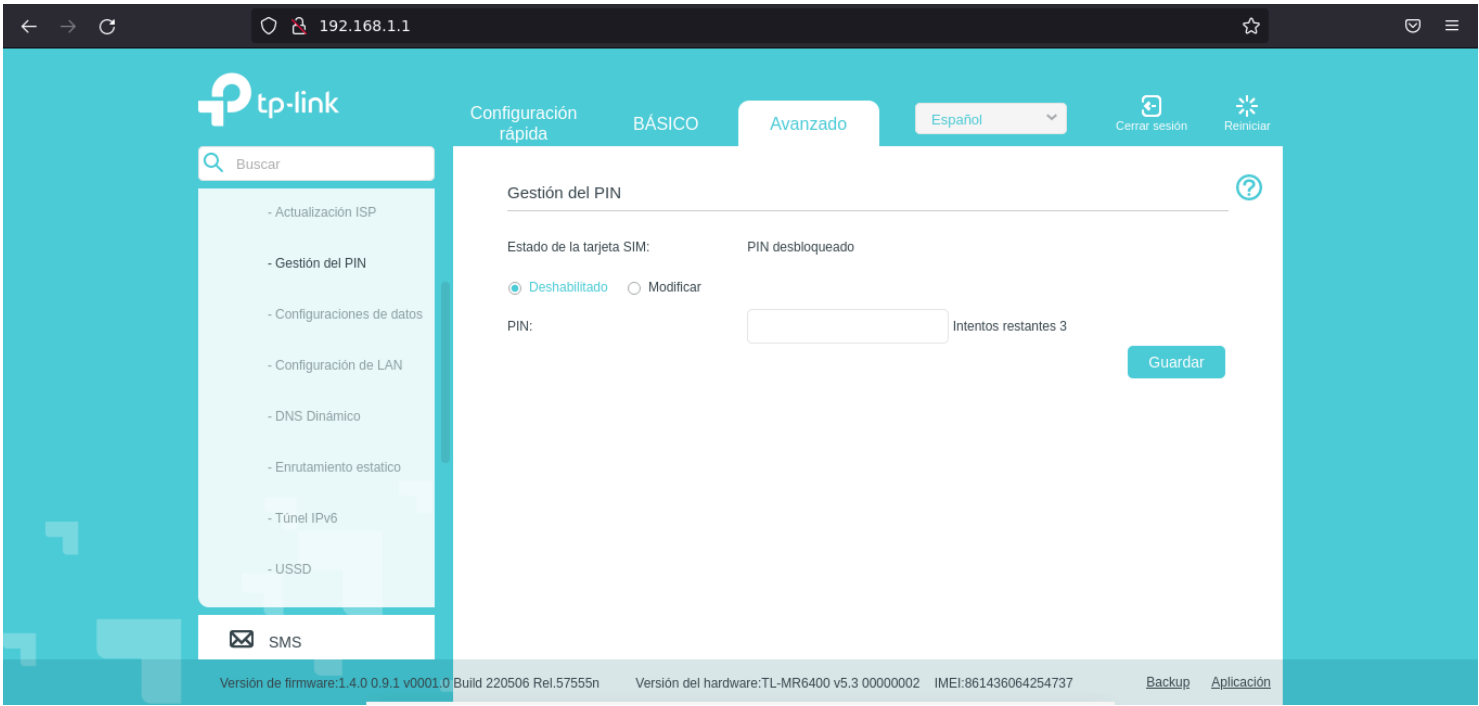 192.168.1.1
tp-link
Configuración
rápida
BÁSICO
Avanzado
Español
Cerrar sesión
Reiniciar
Buscar
- Actualización ISP
- Gestión del PIN
- Configuraciones de datos
- Configuración de LAN
- DNS Dinámico
- Enrutamiento estatico
- Túnel IPv6
- USSD
SMS
Gestión del PIN
Estado de la tarjeta SIM: PIN desbloqueado
Deshabilitado Modificar
PIN: Intentos restantes 3
Guardar
Versión de firmware:1.4.0 0.9.1 v0001.0 Build 220506 Rel.57555n Versión del hardware:TL-MR6400 v5.3 00000002 IMEI:861436064254737 Backup Aplicación